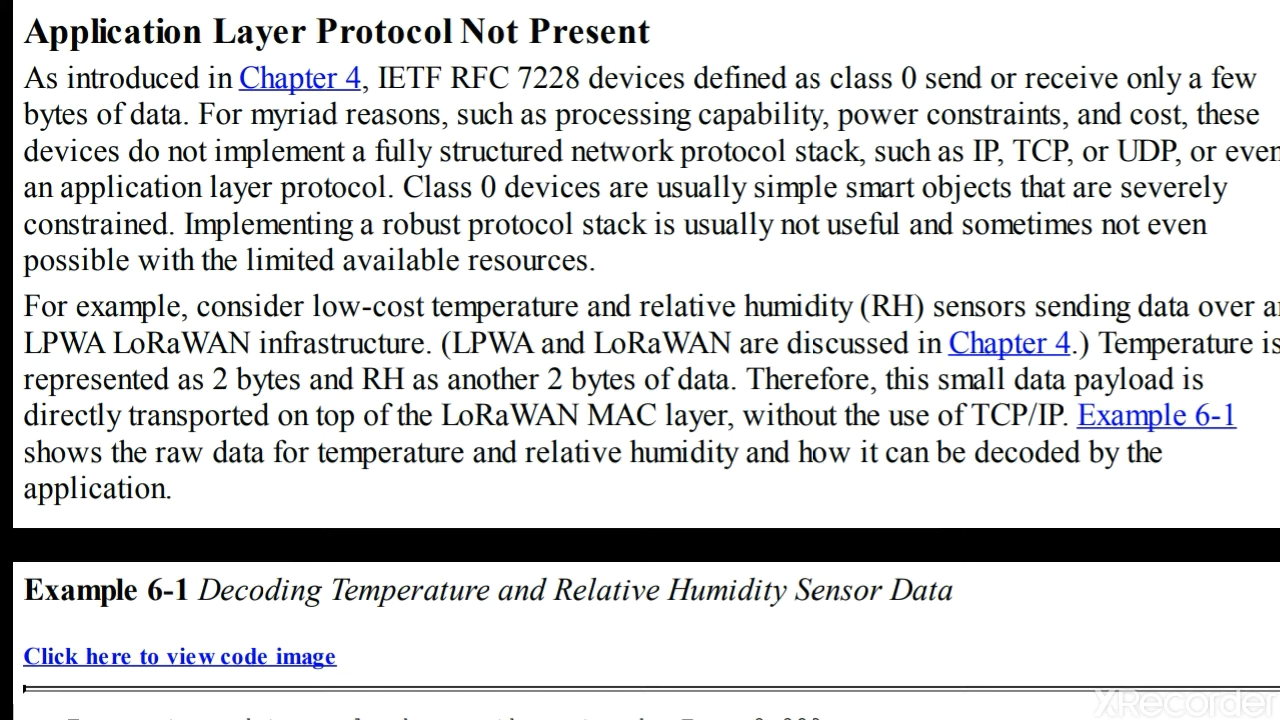 Application Layer Protocol Not Present
As introduced in Chapter 4, IETF RFC 7228 devices defined as class 0 send or receive only a few
bytes of data. For myriad reasons, such as processing capability, power constraints, and cost, these
devices do not implement a fully structured network protocol stack, such as IP, TCP, or UDP, or even
an application layer protocol. Class 0 devices are usually simple smart objects that are severely
constrained. Implementing a robust protocol stack is usually not useful and sometimes not even
possible with the limited available resources.
For example, consider low-cost temperature and relative humidity (RH) sensors sending data over a
LPWA LoRaWAN infrastructure. (LPWA and LoRaWAN are discussed in Chapter 4.) Temperature is
represented as 2 bytes and RH as another 2 bytes of data. Therefore, this small data payload is
directly transported on top of the LoRaWAN MAC layer, without the use of TCP/IP. Example 6-1
shows the raw data for temperature and relative humidity and how it can be decoded by the
application.
Example 6-1 Decoding Temperature and Relative Humidity Sensor Data
Click here to view code image
XRecorder